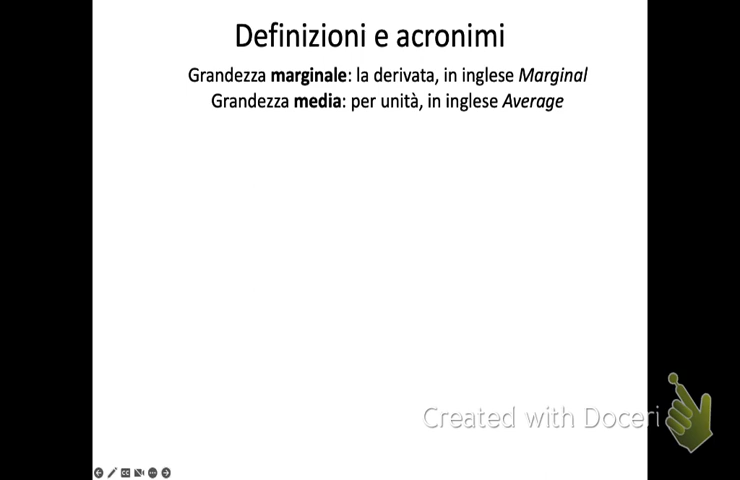 Definizioni e acronimi
Grandezza marginale: la derivata, in inglese Marginal
Grandezza media: per unità, in inglese Average
Created with Doceri